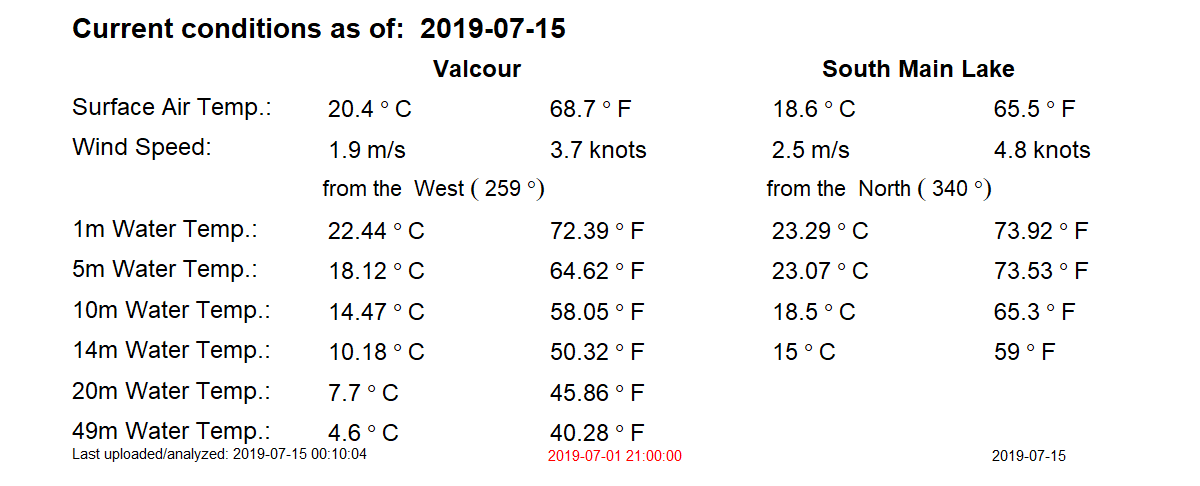 Current conditions as of: 2019-07-15
Valcour South Main Lake
Surface Air Temp.: 20.4 ° C 68.7 ° F 18.6 ° C 65.5 ° F
Wind Speed: 1.9 m/s 3.7 knots 2.5 m/s 4.8 knots
from the West ( 259 °) from the North ( 340 °)
1m Water Temp.: 22.44 ° C 72.39 ° F 23.29 ° C 73.92 ° F
5m Water Temp.: 18.12 ° C 64.62 ° F 23.07 ° C 73.53 ° F
10m Water Temp.: 14.47 ° C 58.05 ° F 18.5 ° C 65.3 ° F
14m Water Temp.: 10.18 ° C 50.32 ° F 15 ° C 59 ° F
20m Water Temp.: 7.7 ° C 45.86 ° F
49m Water Temp.: 4.6 ° C 40.28 ° F
Last uploaded/analyzed: 2019-07-15 00:10:04 2019-07-01 21:00:00 2019-07-15